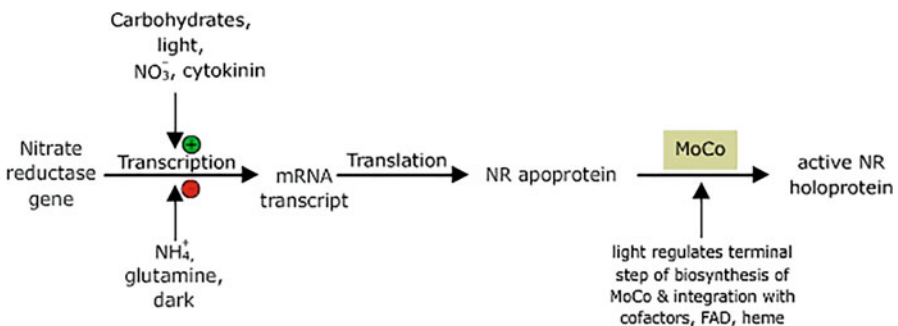 Carbohydrates,
light,
NO₃⁻, cytokinin
Nitrate
reductase
gene
+
Transcription
-
NH₄⁺,
glutamine,
dark
mRNA
transcript
Translation
NR apoprotein
MoCo
light regulates terminal
step of biosynthesis of
MoCo & integration with
cofactors, FAD, heme
active NR
holoprotein